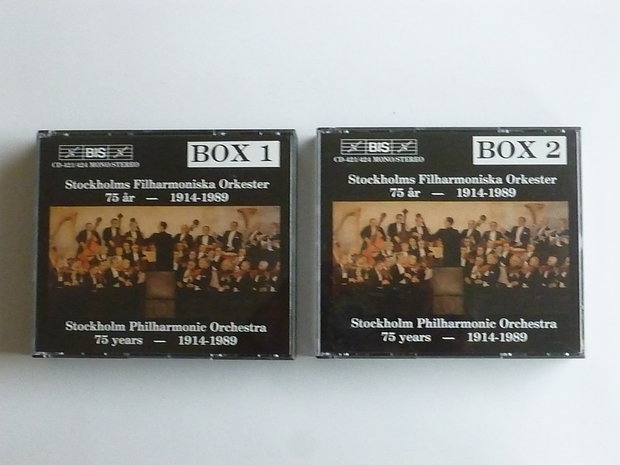 BIS
CD-421/424 MONO/STEREO
BOX 1
Stockholms Filharmoniska Orkester
75 år — 1914-1989
Stockholm Philharmonic Orchestra
75 years — 1914-1989
BIS
CD-421/424 MONO/STEREO
BOX 2
Stockholms Filharmoniska Orkester
75 år — 1914-1989
Stockholm Philharmonic Orchestra
75 years — 1914-1989